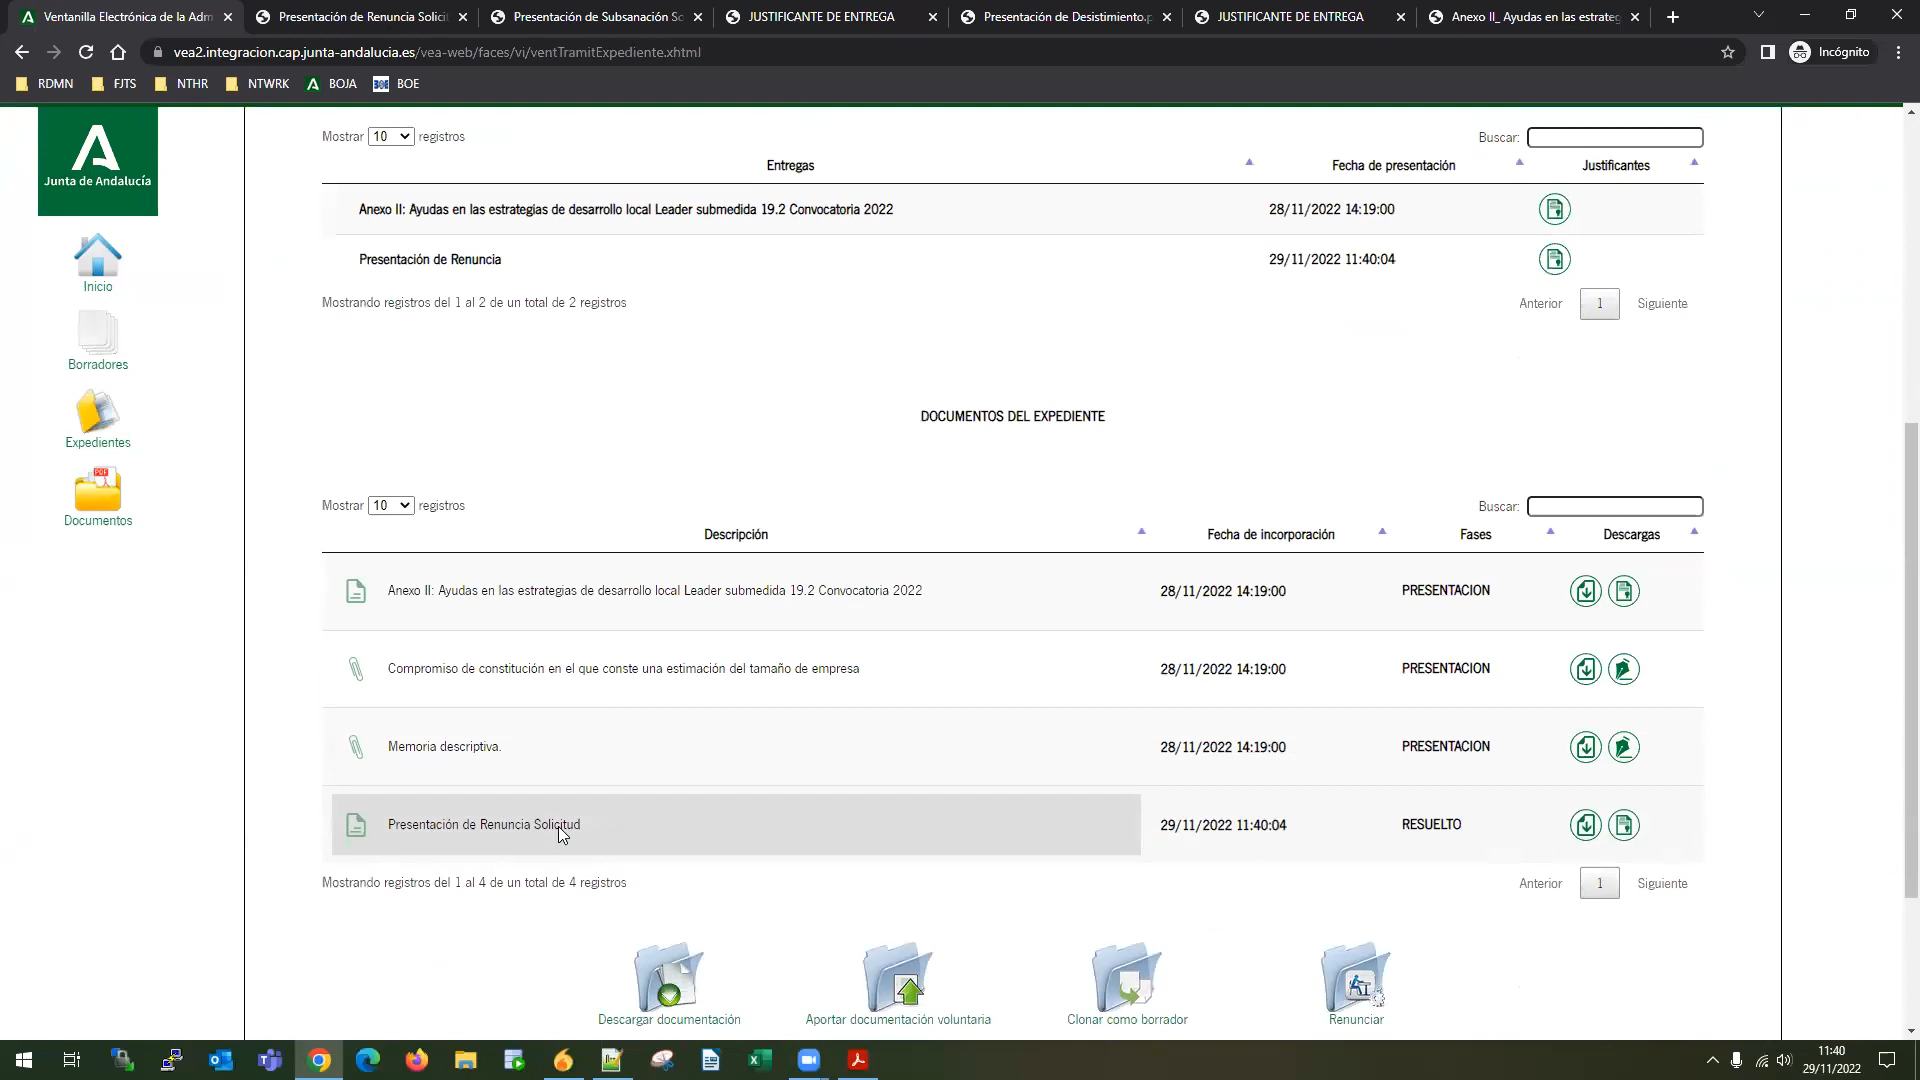 Ventanilla Electrónica de la Adm
Presentación de Renuncia Solicit
Presentación de Subsanación So
JUSTIFICANTE DE ENTREGA
Presentación de Desistimiento.p
JUSTIFICANTE DE ENTREGA
Anexo II_ Ayudas en las estrateg
vea2.integracion.cap.junta-andalucia.es/vea-web/faces/vi/ventTramitExpediente.xhtml
Incógnito
RDMN
FJTS
NTHR
NTWRK
BOJA
BOE
Junta de Andalucía
Inicio
Borradores
Expedientes
PDF
Documentos
Mostrar 10 registros
Buscar:
Entregas Fecha de presentación Justificantes
Anexo II: Ayudas en las estrategias de desarrollo local Leader submedida 19.2 Convocatoria 2022 28/11/2022 14:19:00
Presentación de Renuncia 29/11/2022 11:40:04
Mostrando registros del 1 al 2 de un total de 2 registros
Anterior 1 Siguiente
DOCUMENTOS DEL EXPEDIENTE
Mostrar 10 registros
Buscar:
Descripción Fecha de incorporación Fases Descargas
Anexo II: Ayudas en las estrategias de desarrollo local Leader submedida 19.2 Convocatoria 2022 28/11/2022 14:19:00 PRESENTACION
Compromiso de constitución en el que conste una estimación del tamaño de empresa 28/11/2022 14:19:00 PRESENTACION
Memoria descriptiva. 28/11/2022 14:19:00 PRESENTACION
Presentación de Renuncia Solicitud 29/11/2022 11:40:04 RESUELTO
Mostrando registros del 1 al 4 de un total de 4 registros
Anterior 1 Siguiente
Descargar documentación
Aportar documentación voluntaria
Clonar como borrador
Renunciar
11:40
29/11/2022